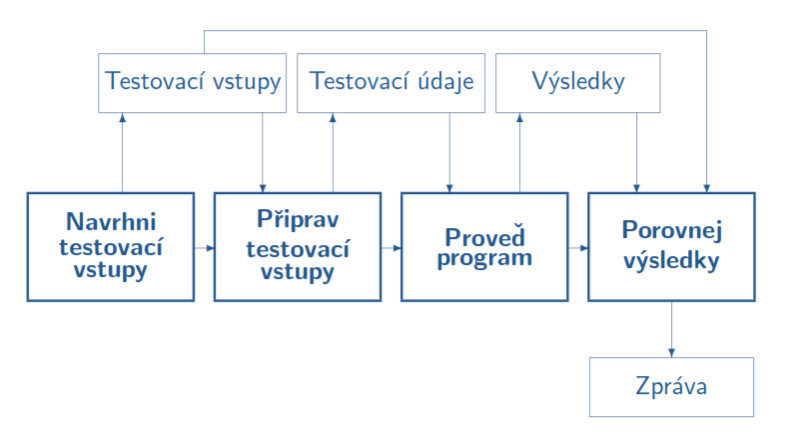 Testovací vstupy
Testovací údaje
Výsledky
Navrhni
testovací
vstupy
Připrav
testovací
vstupy
Proveď
program
Porovnej
výsledky
Zpráva